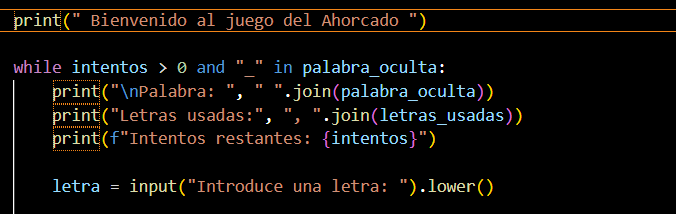 print(" Bienvenido al juego del Ahorcado ")
while intentos > 0 and "_" in palabra_oculta:
print("\nPalabra: ", " ".join(palabra_oculta))
print("Letras usadas:", ", ".join(letras_usadas))
print(f"Intentos restantes: {intentos}")
letra = input("Introduce una letra: ").lower()